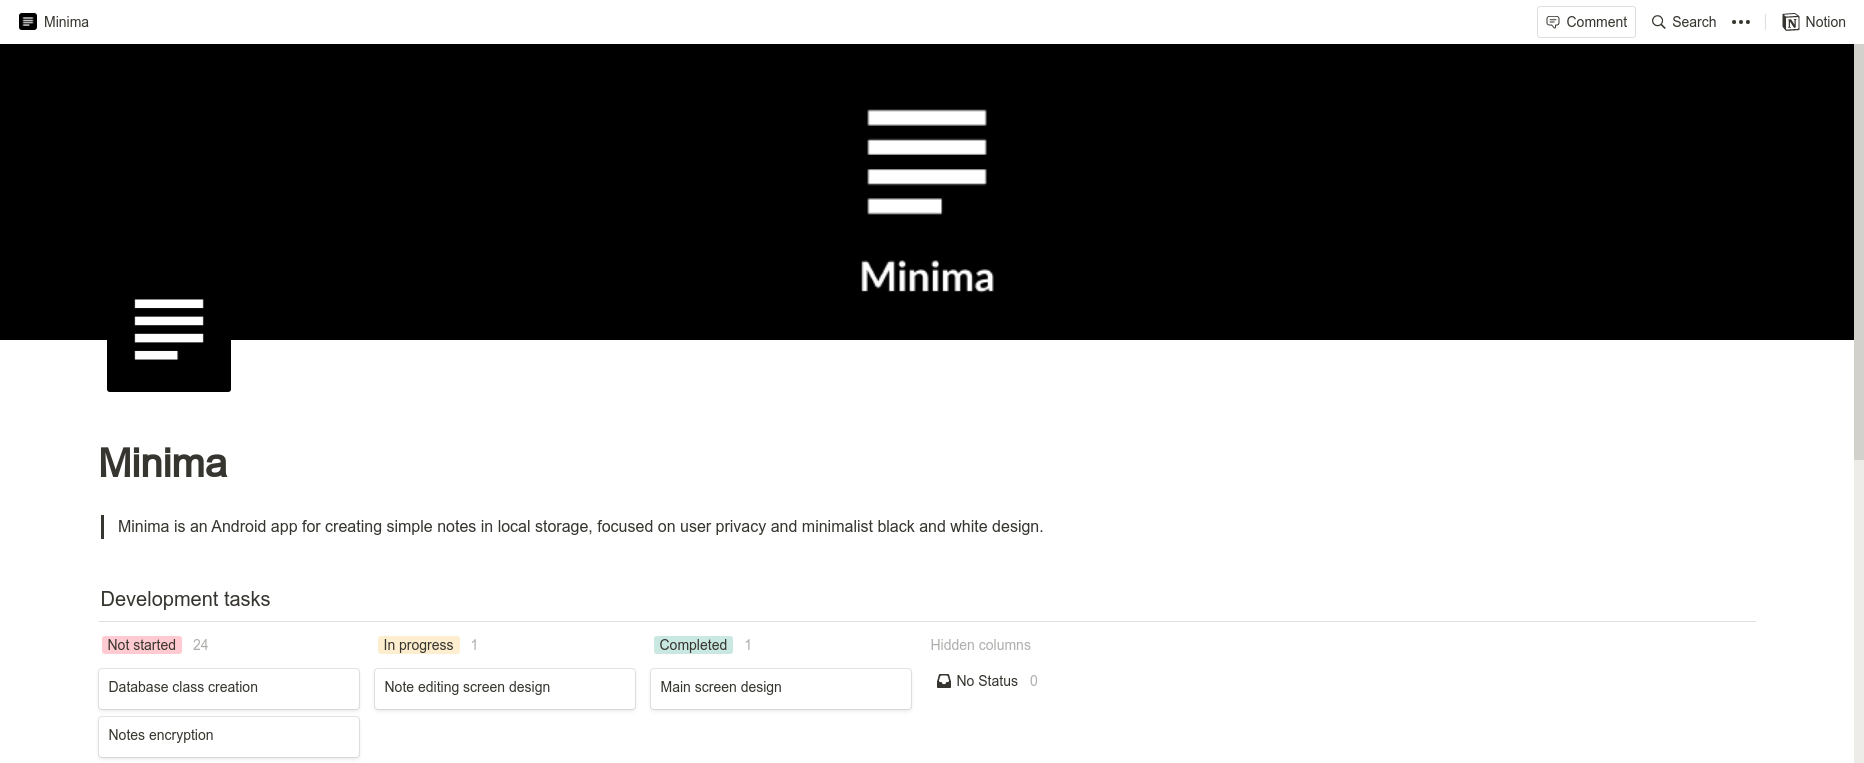 Minima
Comment
Search
Notion
Minima
Minima
Minima is an Android app for creating simple notes in local storage, focused on user privacy and minimalist black and white design.
Development tasks
Not started 24
In progress 1
Completed 1
Hidden columns
Database class creation
Note editing screen design
Main screen design
No Status 0
Notes encryption